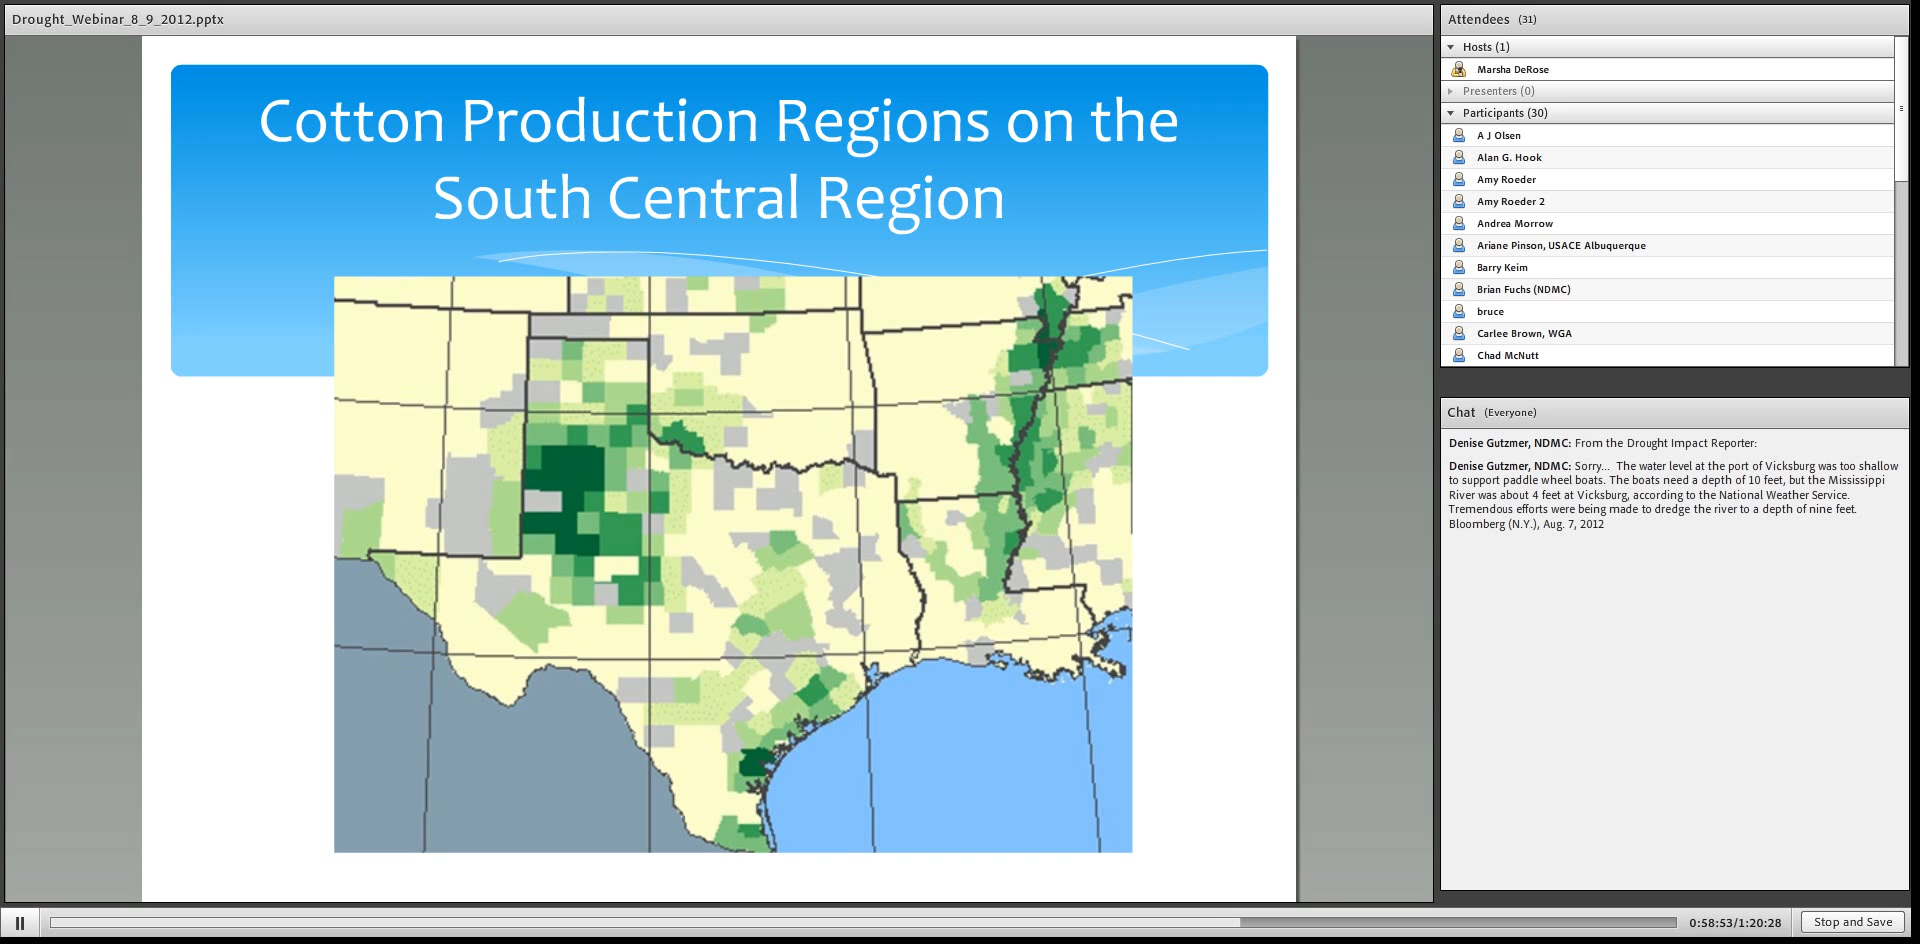 Drought_Webinar_8_9_2012.pptx
Cotton Production Regions on the
South Central Region
Attendees (31)
Hosts (1)
Marsha DeRose
Presenters (0)
Participants (30)
A J Olsen
Alan G. Hook
Amy Roeder
Amy Roeder 2
Andrea Morrow
Ariane Pinson, USACE Albuquerque
Barry Keim
Brian Fuchs (NDMC)
bruce
Carlee Brown, WGA
Chad McNutt
Chat (Everyone)
Denise Gutzmer, NDMC: From the Drought Impact Reporter:
Denise Gutzmer, NDMC: Sorry... The water level at the port of Vicksburg was too shallow
to support paddle wheel boats. The boats need a depth of 10 feet, but the Mississippi
River was about 4 feet at Vicksburg, according to the National Weather Service.
Tremendous efforts were being made to dredge the river to a depth of nine feet.
Bloomberg (N.Y.), Aug. 7, 2012
0:58:53/1:20:28
Stop and Save